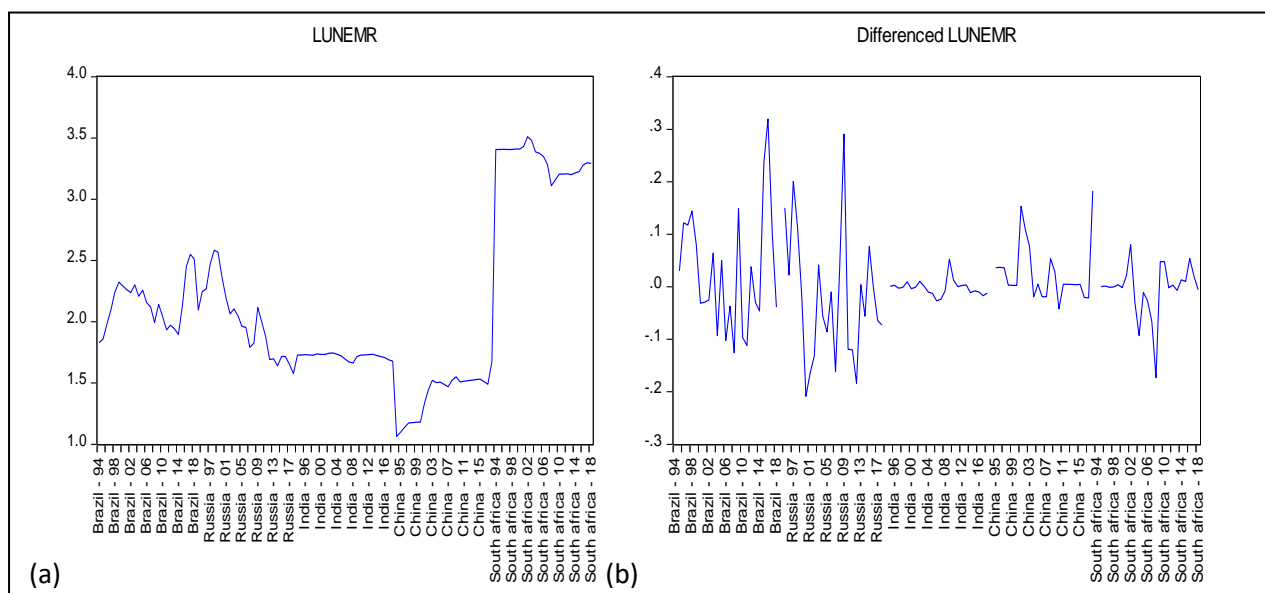 LUNEMR
4.0
3.5
3.0
2.5
2.0
1.5
1.0
Brazil - 94
Brazil - 98
Brazil - 02
Brazil - 06
Brazil - 10
Brazil - 14
Brazil - 18
Russia - 97
Russia - 01
Russia - 05
Russia - 09
Russia - 13
Russia - 17
India - 96
India - 00
India - 04
India - 08
India - 12
India - 16
China - 95
China - 99
China - 03
China - 07
China - 11
China - 15
South africa - 94
South africa - 98
South africa - 02
South africa - 06
South africa - 10
South africa - 14
South africa - 18
(a)
Differenced LUNEMR
.4
.3
.2
.1
.0
-.1
-.2
-.3
Brazil - 94
Brazil - 98
Brazil - 02
Brazil - 06
Brazil - 10
Brazil - 14
Brazil - 18
Russia - 97
Russia - 01
Russia - 05
Russia - 09
Russia - 13
Russia - 17
India - 96
India - 00
India - 04
India - 08
India - 12
India - 16
China - 95
China - 99
China - 03
China - 07
China - 11
China - 15
South africa - 94
South africa - 98
South africa - 02
South africa - 06
South africa - 10
South africa - 14
South africa - 18
(b)